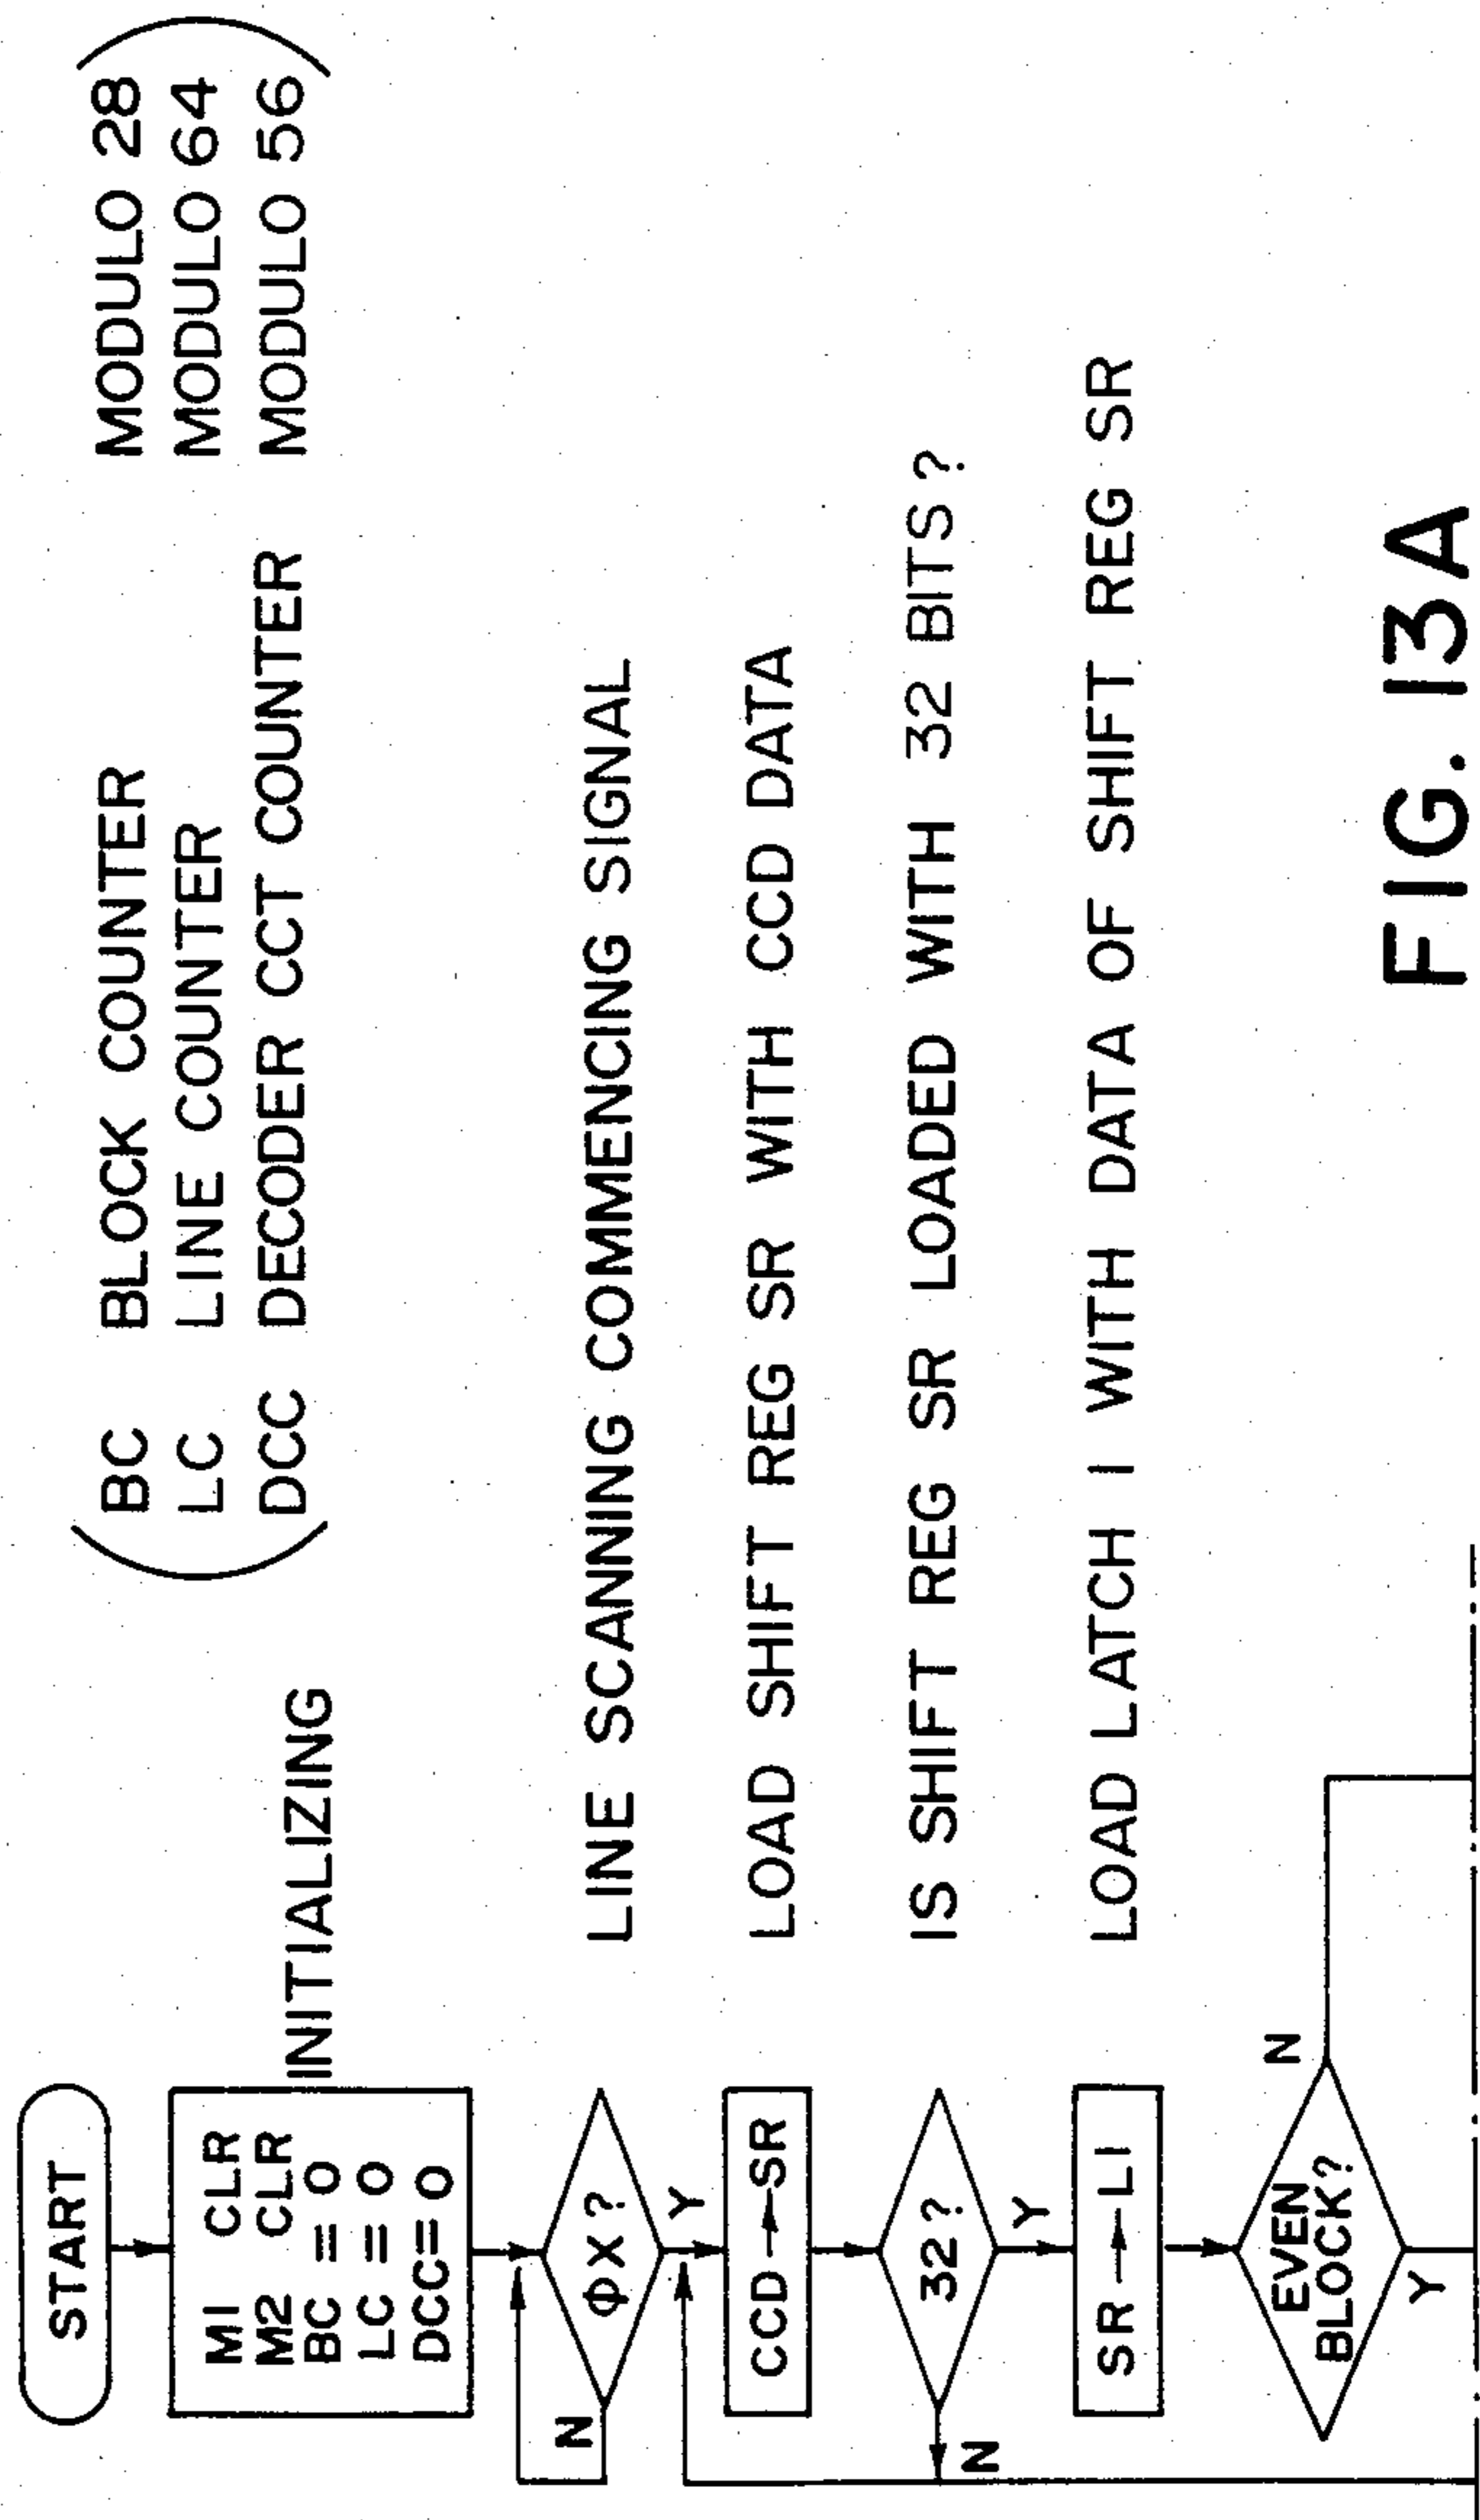 START
M1 CLR
M2 CLR
BC = 0
LC = 0
DCC = 0
INITIALIZING
BC BLOCK COUNTER MODULO 28
LC LINE COUNTER MODULO 64
DCC DECODER CCT COUNTER MODULO 56
ΦX?
N
Y
LINE SCANNING COMMENCING SIGNAL
CCD → SR
LOAD SHIFT REG SR WITH CCD DATA
32?
N
Y
IS SHIFT REG SR LOADED WITH 32 BITS?
SR → L1
LOAD LATCH 1 WITH DATA OF SHIFT REG SR
EVEN
BLOCK?
N
Y
FIG. 13A